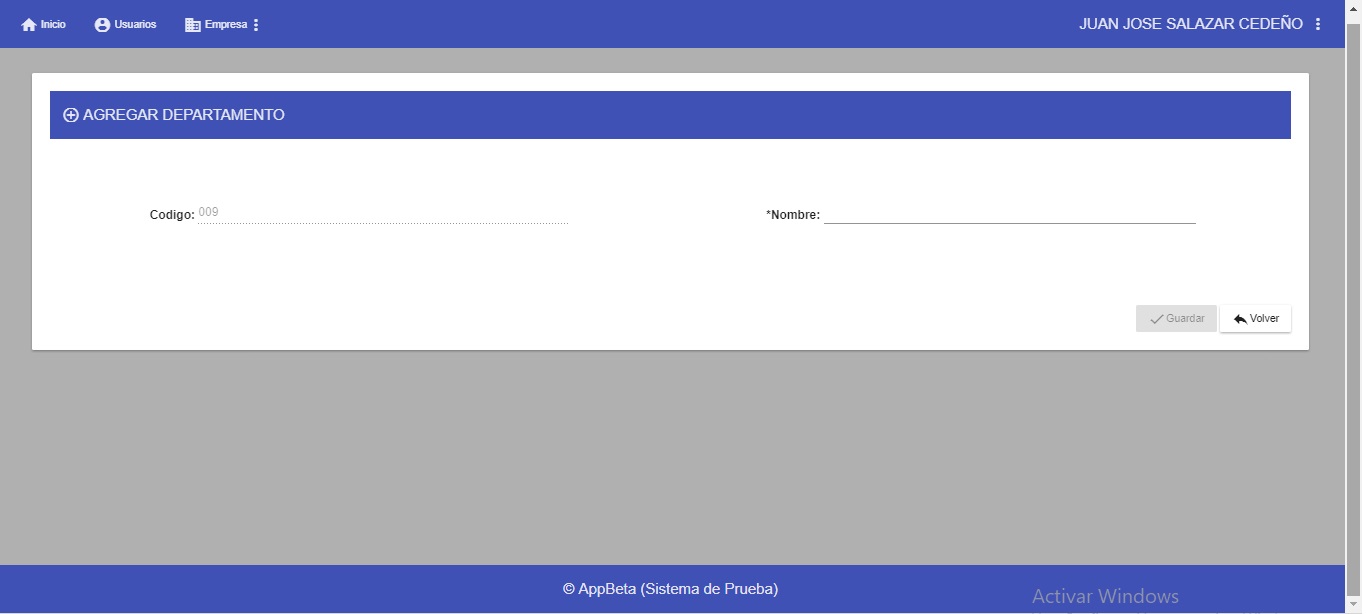 Inicio Usuarios Empresa JUAN JOSE SALAZAR CEDEÑO
AGREGAR DEPARTAMENTO
Codigo: 009 *Nombre:
Guardar Volver
© AppBeta (Sistema de Prueba)
Activar Windows